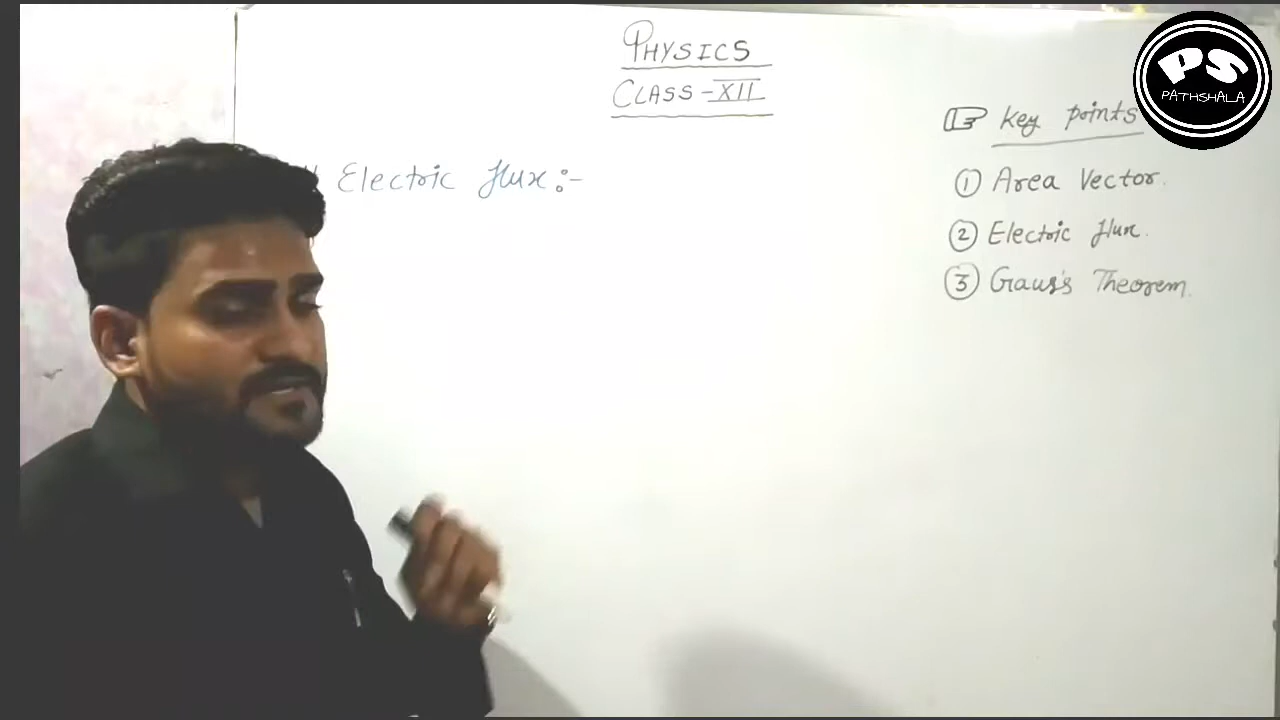 PHYSICS
CLASS-XII
PS
PATHSHALA
Key points
① Area Vector.
② Electric flux.
③ Gauss's Theorem.
Electric flux:-